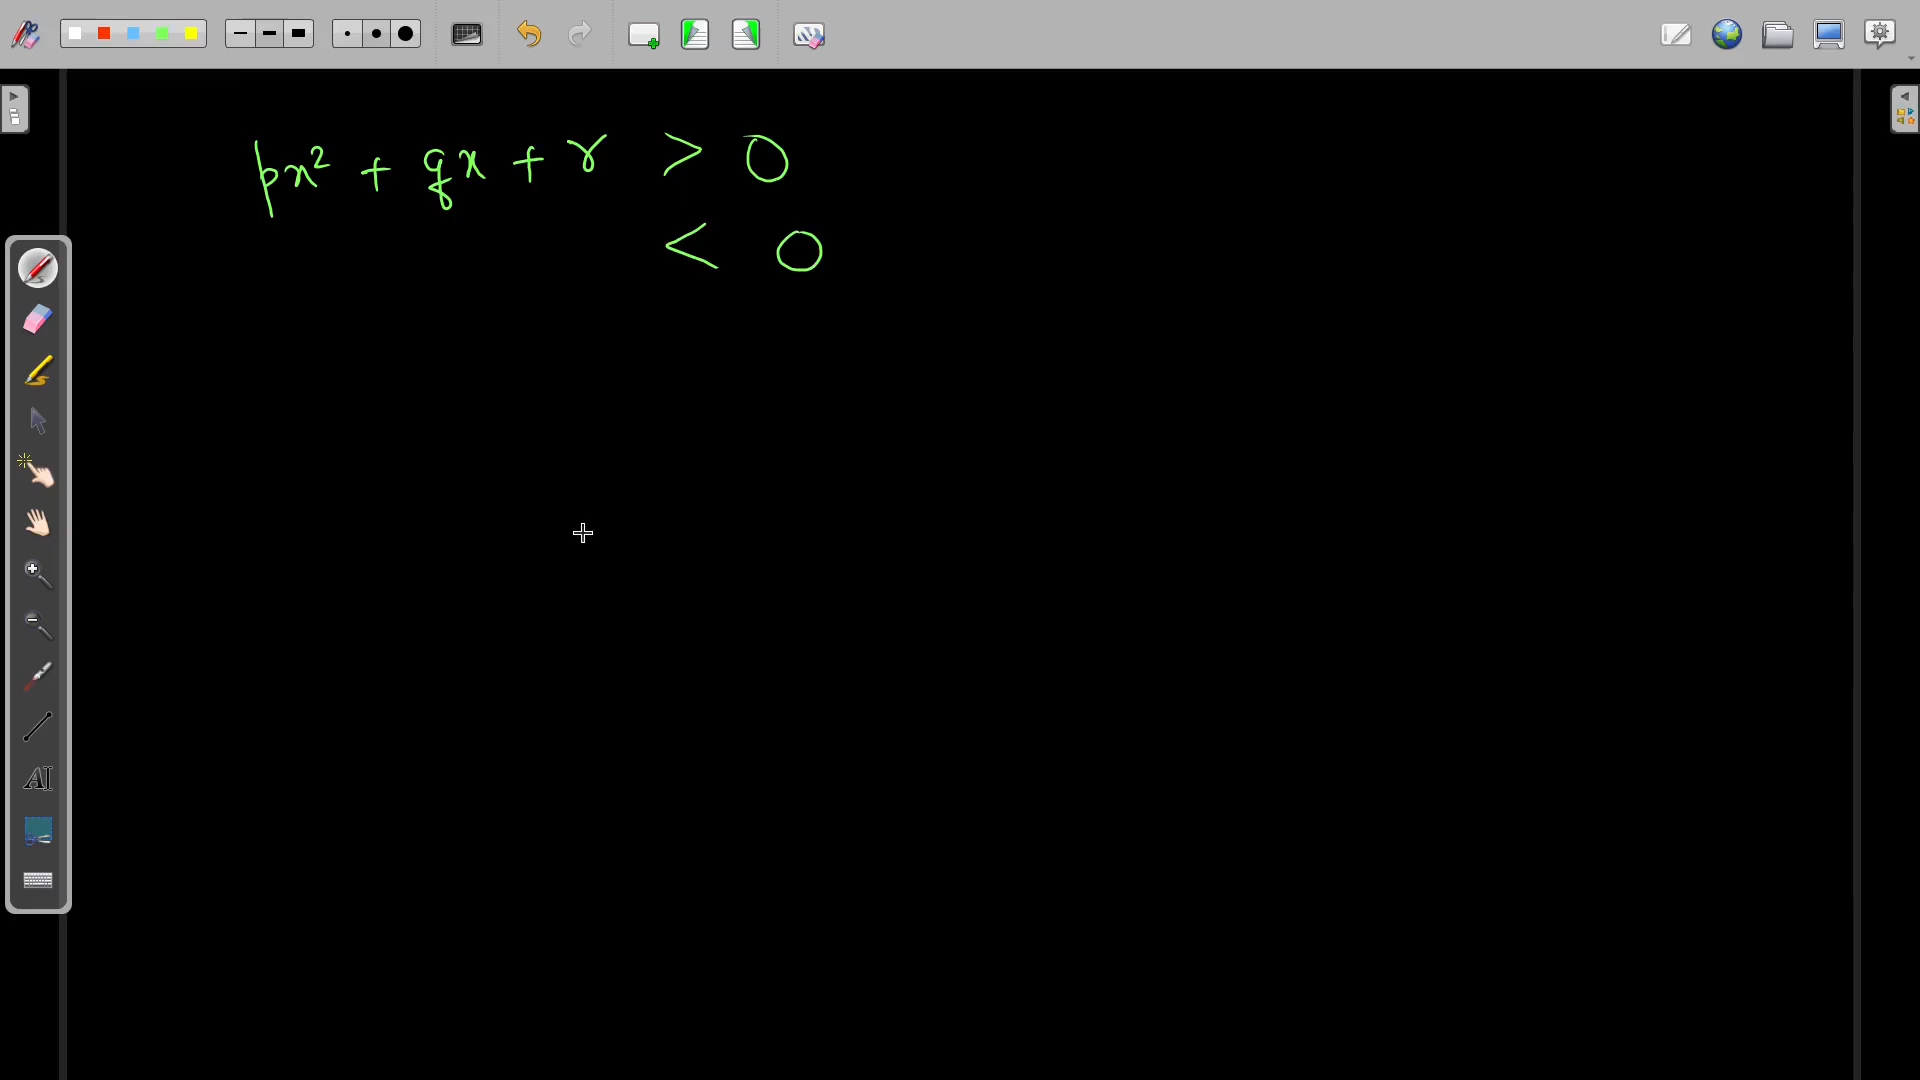 px² + qx + r > 0
< 0